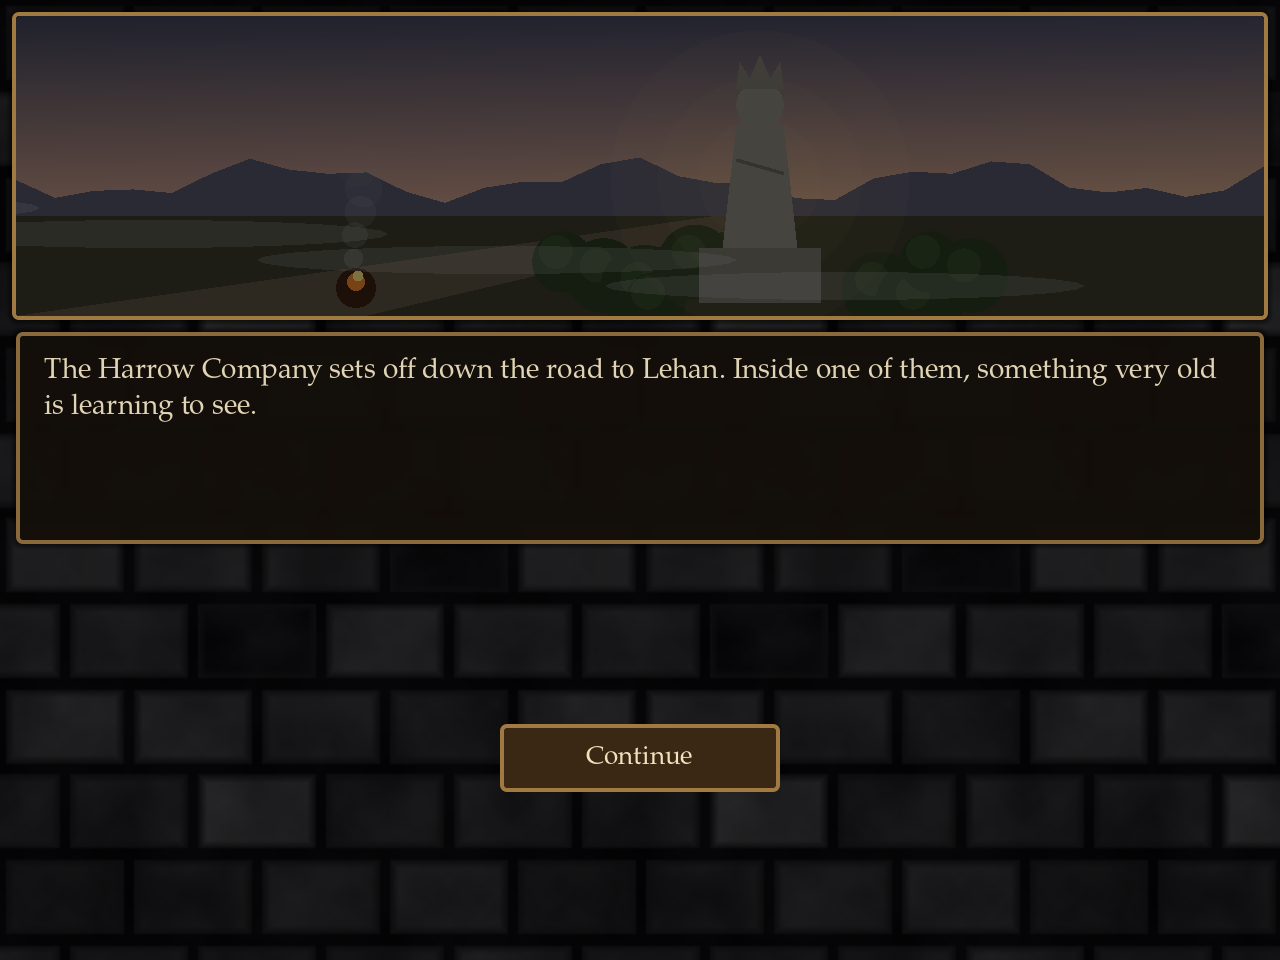 The Harrow Company sets off down the road to Lehan. Inside one of them, something very old
is learning to see.
Continue